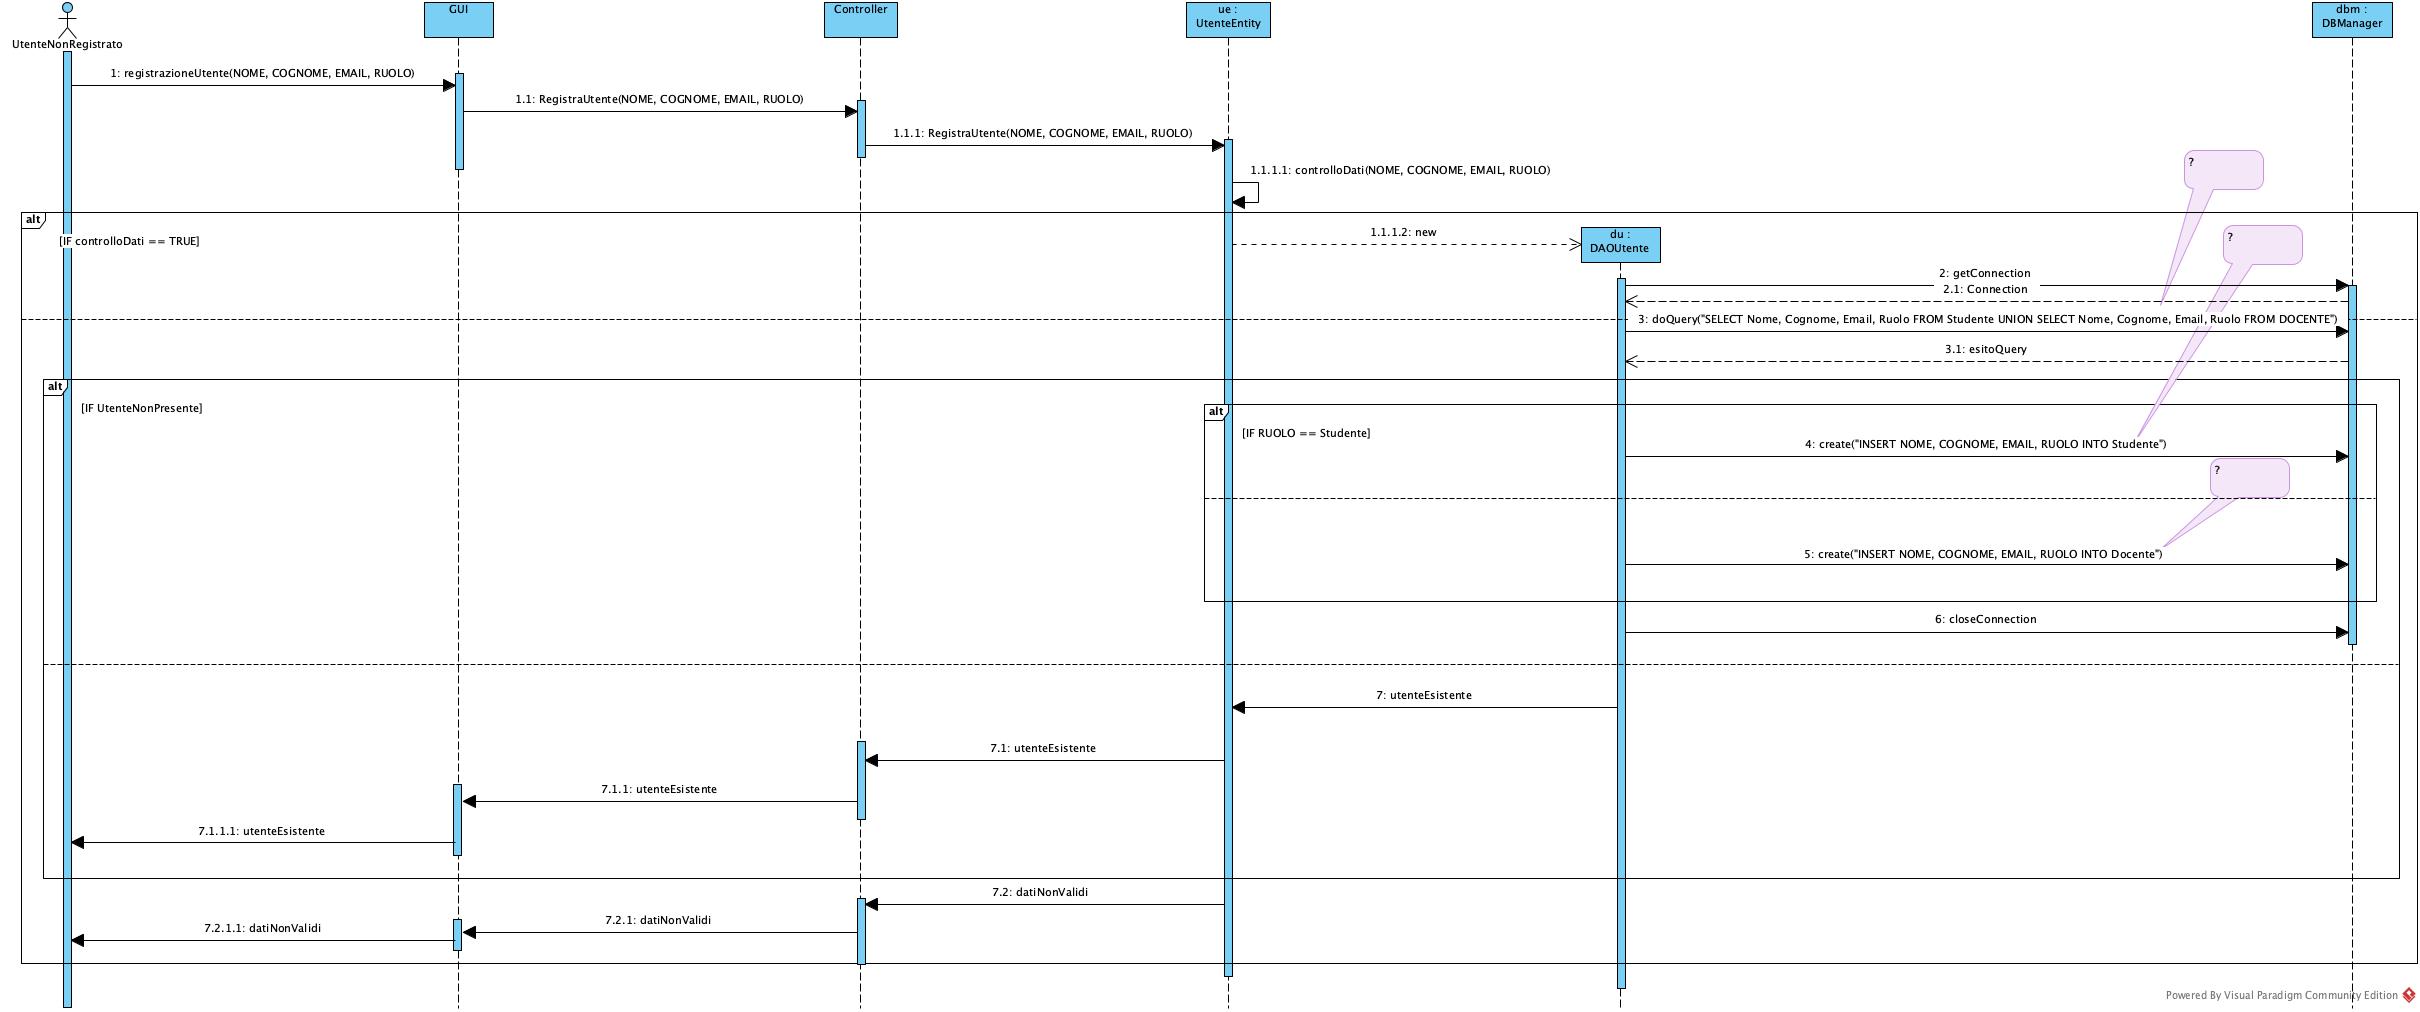 UtenteNonRegistrato
GUI
Controller
ue :
UtenteEntity
dbm :
DBManager
1: registrazioneUtente(NOME, COGNOME, EMAIL, RUOLO)
1.1: RegistraUtente(NOME, COGNOME, EMAIL, RUOLO)
1.1.1: RegistraUtente(NOME, COGNOME, EMAIL, RUOLO)
1.1.1.1: controlloDati(NOME, COGNOME, EMAIL, RUOLO)
?
alt
[IF controlloDati == TRUE]
1.1.1.2: new
du :
DAOUtente
?
2: getConnection
2.1: Connection
3: doQuery("SELECT Nome, Cognome, Email, Ruolo FROM Studente UNION SELECT Nome, Cognome, Email, Ruolo FROM DOCENTE")
3.1: esitoQuery
alt
[IF UtenteNonPresente]
alt
[IF RUOLO == Studente]
4: create("INSERT NOME, COGNOME, EMAIL, RUOLO INTO Studente")
?
5: create("INSERT NOME, COGNOME, EMAIL, RUOLO INTO Docente")
6: closeConnection
7: utenteEsistente
7.1: utenteEsistente
7.1.1: utenteEsistente
7.1.1.1: utenteEsistente
7.2: datiNonValidi
7.2.1: datiNonValidi
7.2.1.1: datiNonValidi
Powered By Visual Paradigm Community Edition